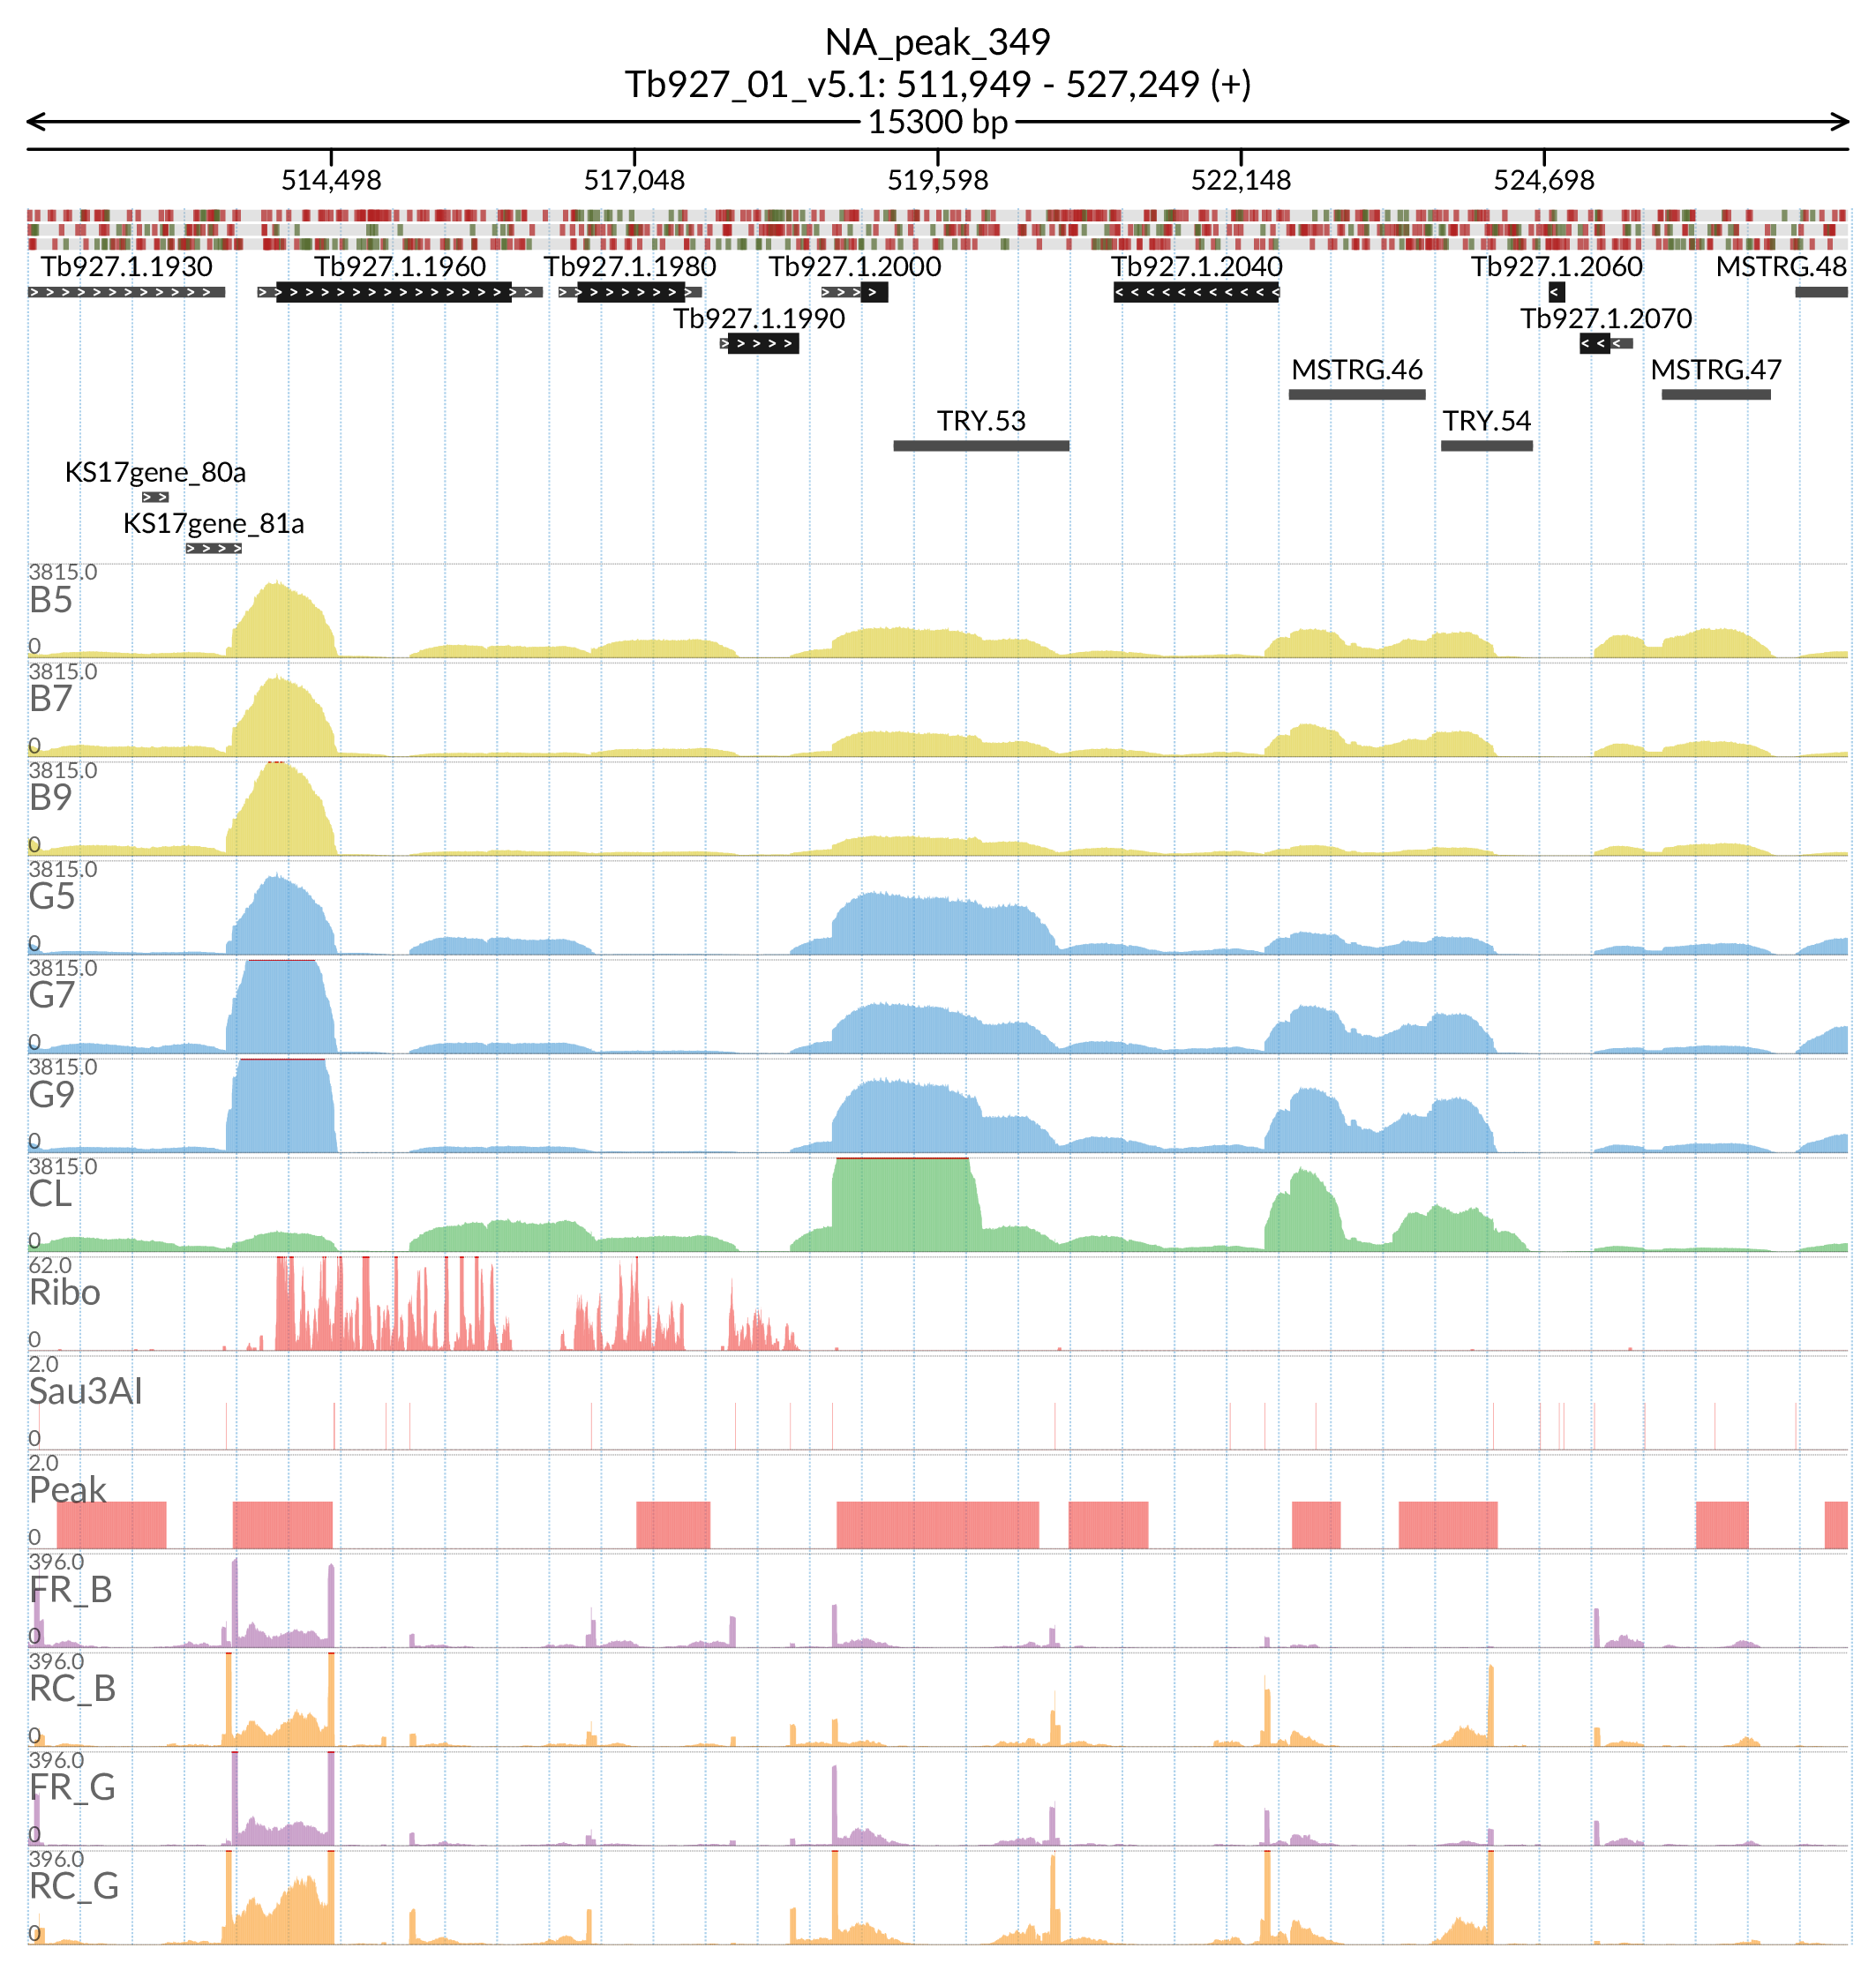 NA_peak_349
Tb927_01_v5.1: 511,949 - 527,249 (+)
15300 bp
514,498 517,048 519,598 522,148 524,698
Tb927.1.1930 Tb927.1.1960 Tb927.1.1980 Tb927.1.2000 Tb927.1.2040 Tb927.1.2060 MSTRG.48
Tb927.1.1990 Tb927.1.2070
MSTRG.46 MSTRG.47
TRY.53 TRY.54
KS17gene_80a
KS17gene_81a
3815.0
B5
0
3815.0
B7
0
3815.0
B9
0
3815.0
G5
0
3815.0
G7
0
3815.0
G9
0
3815.0
CL
0
62.0
Ribo
0
2.0
Sau3AI
0
2.0
Peak
0
396.0
FR_B
0
396.0
RC_B
0
396.0
FR_G
0
396.0
RC_G
0